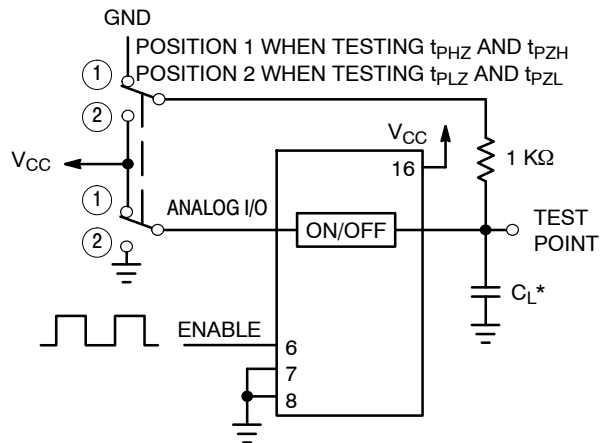 GND
POSITION 1 WHEN TESTING tPHZ AND tPZH
POSITION 2 WHEN TESTING tPLZ AND tPZL
1
2
VCC
VCC
16
1 KΩ
1
2
ANALOG I/O
ON/OFF
TEST
POINT
CL*
ENABLE
6
7
8